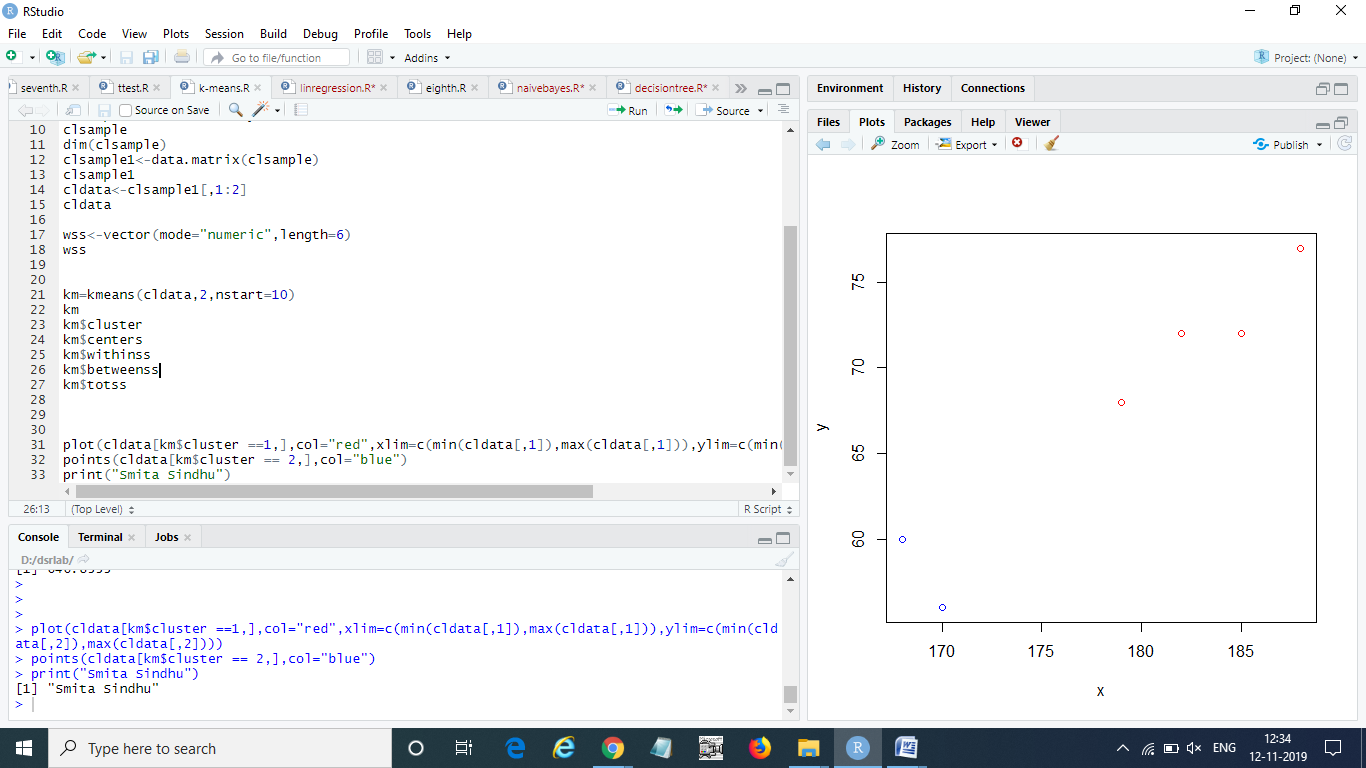 RStudio
File Edit Code View Plots Session Build Debug Profile Tools Help
Go to file/function
Addins
Project: (None)
seventh.R
ttest.R
k-means.R
linregression.R*
eighth.R
naivebayes.R*
decisiontree.R*
Source on Save
Run
Source
10 clsample
11 dim(clsample)
12 clsample1<-data.matrix(clsample)
13 clsample1
14 cldata<-clsample1[,1:2]
15 cldata
16
17 wss<-vector(mode="numeric",length=6)
18 wss
19
20
21 km=kmeans(cldata,2,nstart=10)
22 km
23 km$cluster
24 km$centers
25 km$withinss
26 km$betweenss
27 km$totss
28
29
30
31 plot(cldata[km$cluster ==1,],col="red",xlim=c(min(cldata[,1]),max(cldata[,1])),ylim=c(min(
32 points(cldata[km$cluster == 2,],col="blue")
33 print("Smita Sindhu")
26:13 (Top Level) R Script
Console Terminal Jobs
D:/dsrlab/
>
>
>
> plot(cldata[km$cluster ==1,],col="red",xlim=c(min(cldata[,1]),max(cldata[,1])),ylim=c(min(cld
ata[,2]),max(cldata[,2])))
> points(cldata[km$cluster == 2,],col="blue")
> print("Smita Sindhu")
[1] "Smita Sindhu"
>
Environment History Connections
Files Plots Packages Help Viewer
Zoom Export Publish
75
70
65
60
y
170 175 180 185
x
Type here to search
ENG
12:34
12-11-2019